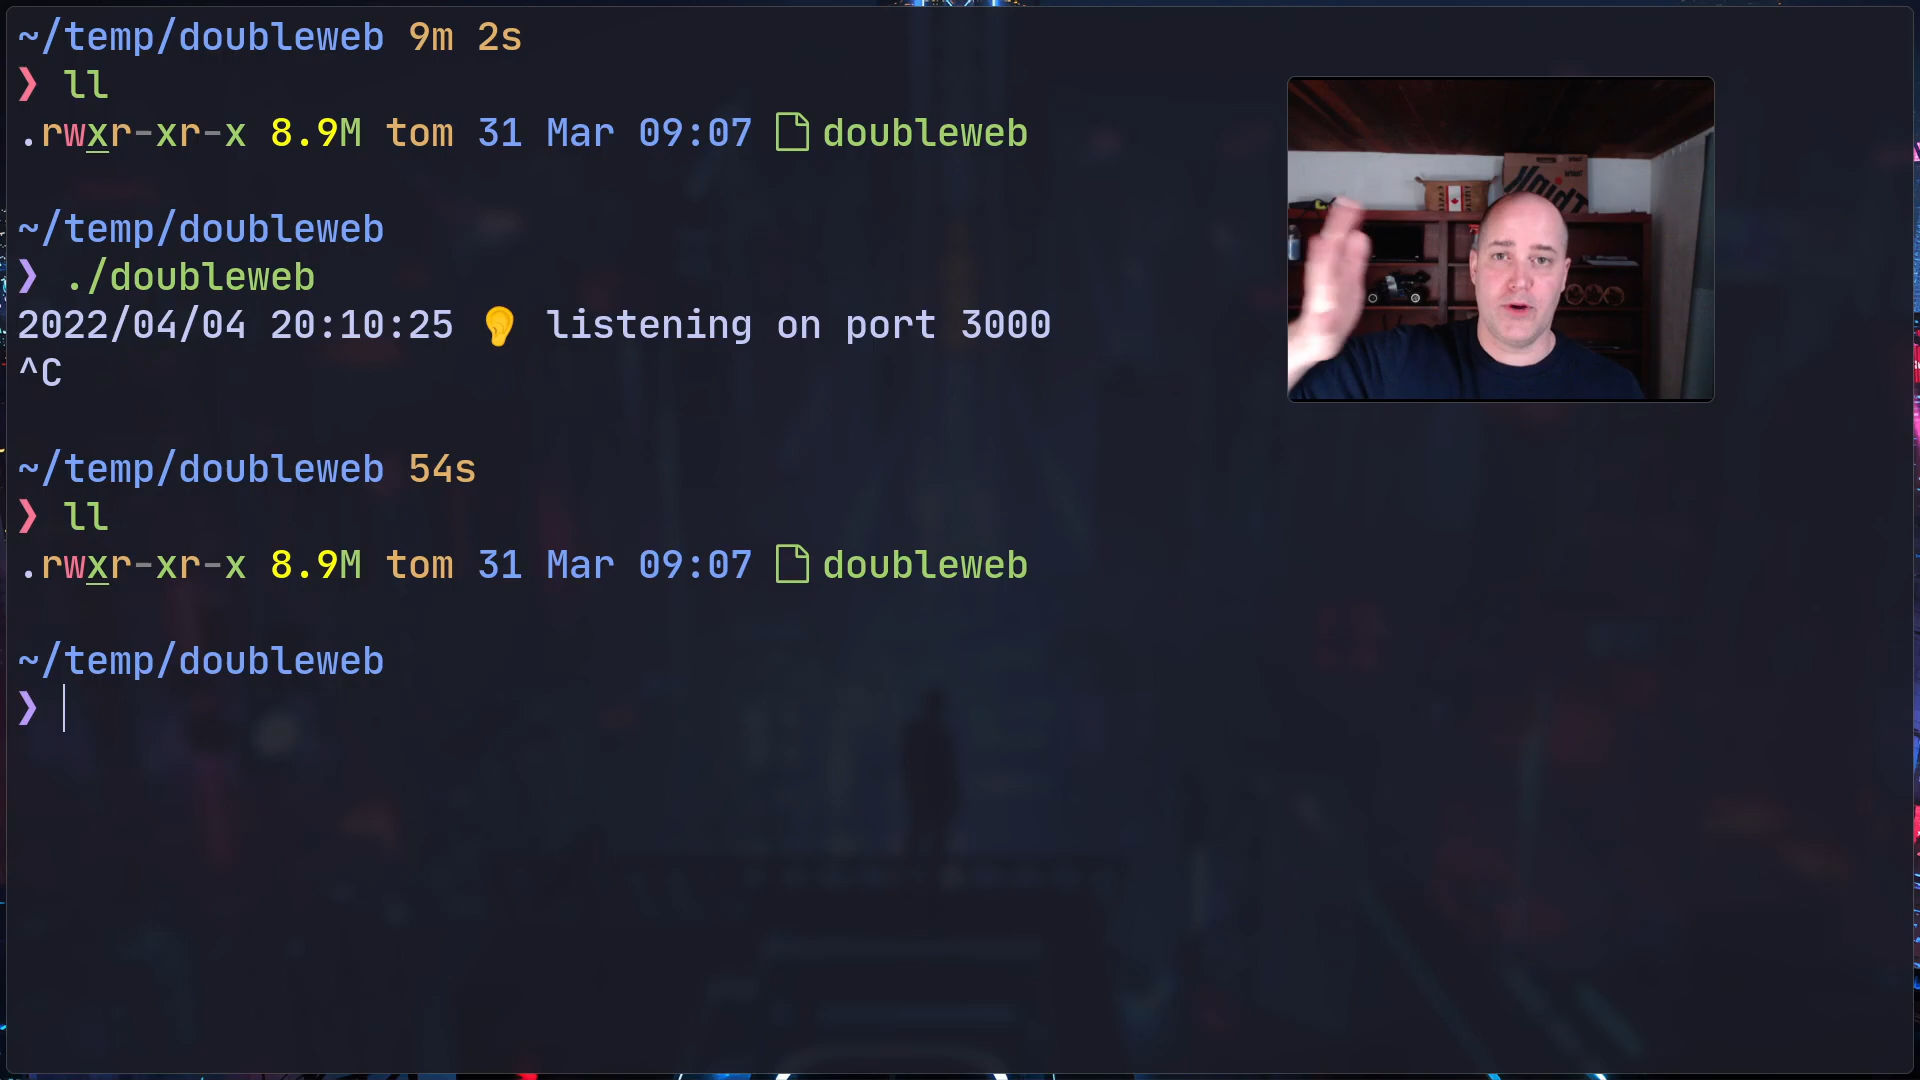 ~/temp/doubleweb 9m 2s
❯ ll
.rwxr-xr-x 8.9M tom 31 Mar 09:07 doubleweb
~/temp/doubleweb
❯ ./doubleweb
2022/04/04 20:10:25 👂 listening on port 3000
^C
~/temp/doubleweb 54s
❯ ll
.rwxr-xr-x 8.9M tom 31 Mar 09:07 doubleweb
~/temp/doubleweb
❯